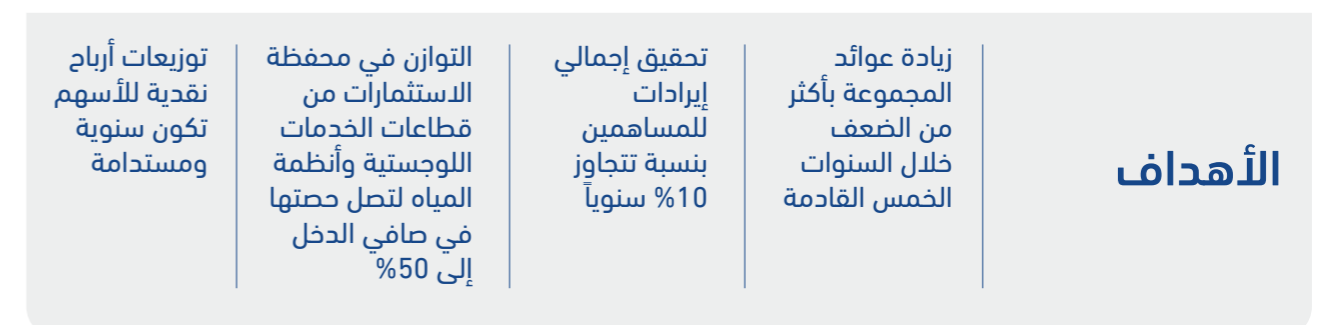 الأهداف
زيادة عوائد
المجموعة بأكثر
من الضعف
خلال السنوات
الخمس القادمة
تحقيق إجمالي
إيرادات
للمساهمين
بنسبة تتجاوز
10% سنوياً
التوازن في محفظة
الاستثمارات من
قطاعات الخدمات
اللوجستية وأنظمة
المياه لتصل حصتها
في صافي الدخل
إلى 50%
توزيعات أرباح
نقدية للأسهم
تكون سنوية
ومستدامة